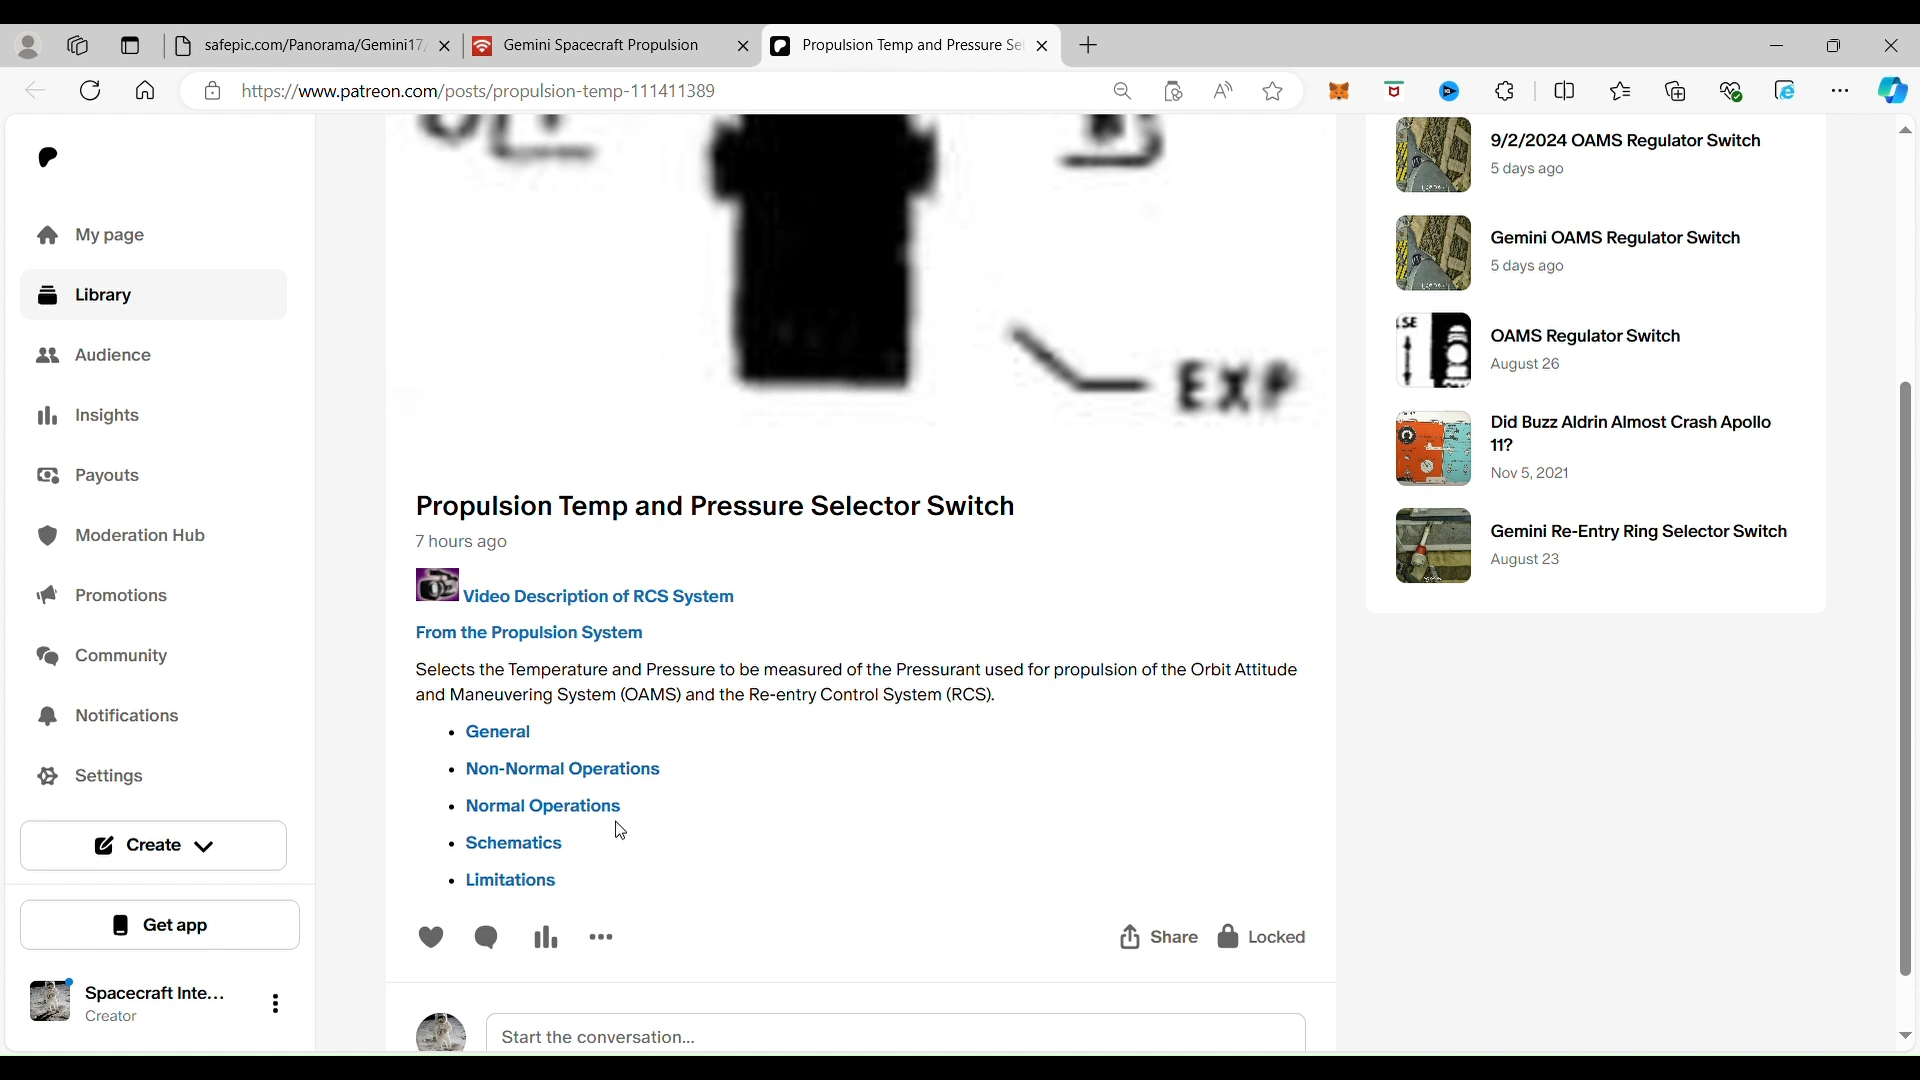 safepic.com/Panorama/Gemini17
Gemini Spacecraft Propulsion
Propulsion Temp and Pressure Sel
https://www.patreon.com/posts/propulsion-temp-111411389
My page
Library
Audience
Insights
Payouts
Moderation Hub
Promotions
Community
Notifications
Settings
Create
Get app
Spacecraft Inte...
Creator
EXP
Propulsion Temp and Pressure Selector Switch
7 hours ago
Video Description of RCS System
From the Propulsion System
Selects the Temperature and Pressure to be measured of the Pressurant used for propulsion of the Orbit Attitude
and Maneuvering System (OAMS) and the Re-entry Control System (RCS).
• General
• Non-Normal Operations
• Normal Operations
• Schematics
• Limitations
Share
Locked
Start the conversation...
9/2/2024 OAMS Regulator Switch
5 days ago
Gemini OAMS Regulator Switch
5 days ago
OAMS Regulator Switch
August 26
Did Buzz Aldrin Almost Crash Apollo
11?
Nov 5, 2021
Gemini Re-Entry Ring Selector Switch
August 23